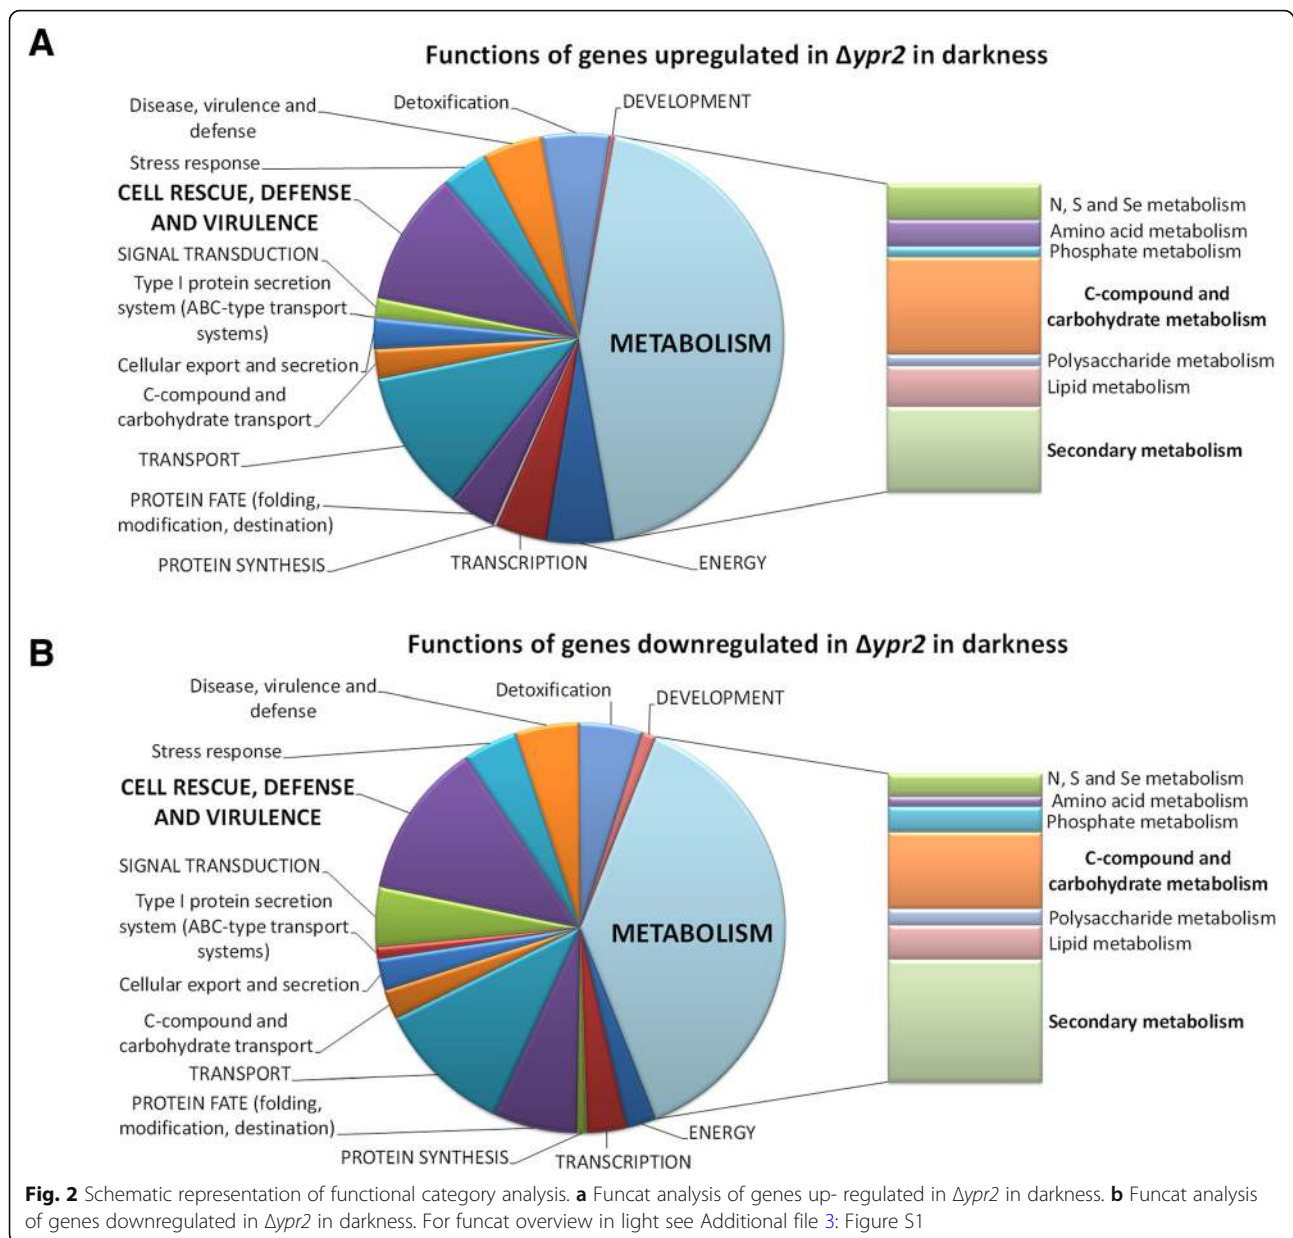 A
Functions of genes upregulated in Δypr2 in darkness
Disease, virulence and
defense
Detoxification
DEVELOPMENT
Stress response
CELL RESCUE, DEFENSE
AND VIRULENCE
SIGNAL TRANSDUCTION
Type I protein secretion
system (ABC-type transport
systems)
Cellular export and secretion
C-compound and
carbohydrate transport
TRANSPORT
PROTEIN FATE (folding,
modification, destination)
PROTEIN SYNTHESIS
TRANSCRIPTION
ENERGY
METABOLISM
N, S and Se metabolism
Amino acid metabolism
Phosphate metabolism
C-compound and
carbohydrate metabolism
Polysaccharide metabolism
Lipid metabolism
Secondary metabolism
B
Functions of genes downregulated in Δypr2 in darkness
Disease, virulence and
defense
Detoxification
DEVELOPMENT
Stress response
CELL RESCUE, DEFENSE
AND VIRULENCE
SIGNAL TRANSDUCTION
Type I protein secretion
system (ABC-type transport
systems)
Cellular export and secretion
C-compound and
carbohydrate transport
TRANSPORT
PROTEIN FATE (folding,
modification, destination)
PROTEIN SYNTHESIS
TRANSCRIPTION
ENERGY
METABOLISM
N, S and Se metabolism
Amino acid metabolism
Phosphate metabolism
C-compound and
carbohydrate metabolism
Polysaccharide metabolism
Lipid metabolism
Secondary metabolism
Fig. 2 Schematic representation of functional category analysis. a Funcat analysis of genes up- regulated in Δypr2 in darkness. b Funcat analysis
of genes downregulated in Δypr2 in darkness. For funcat overview in light see Additional file 3: Figure S1